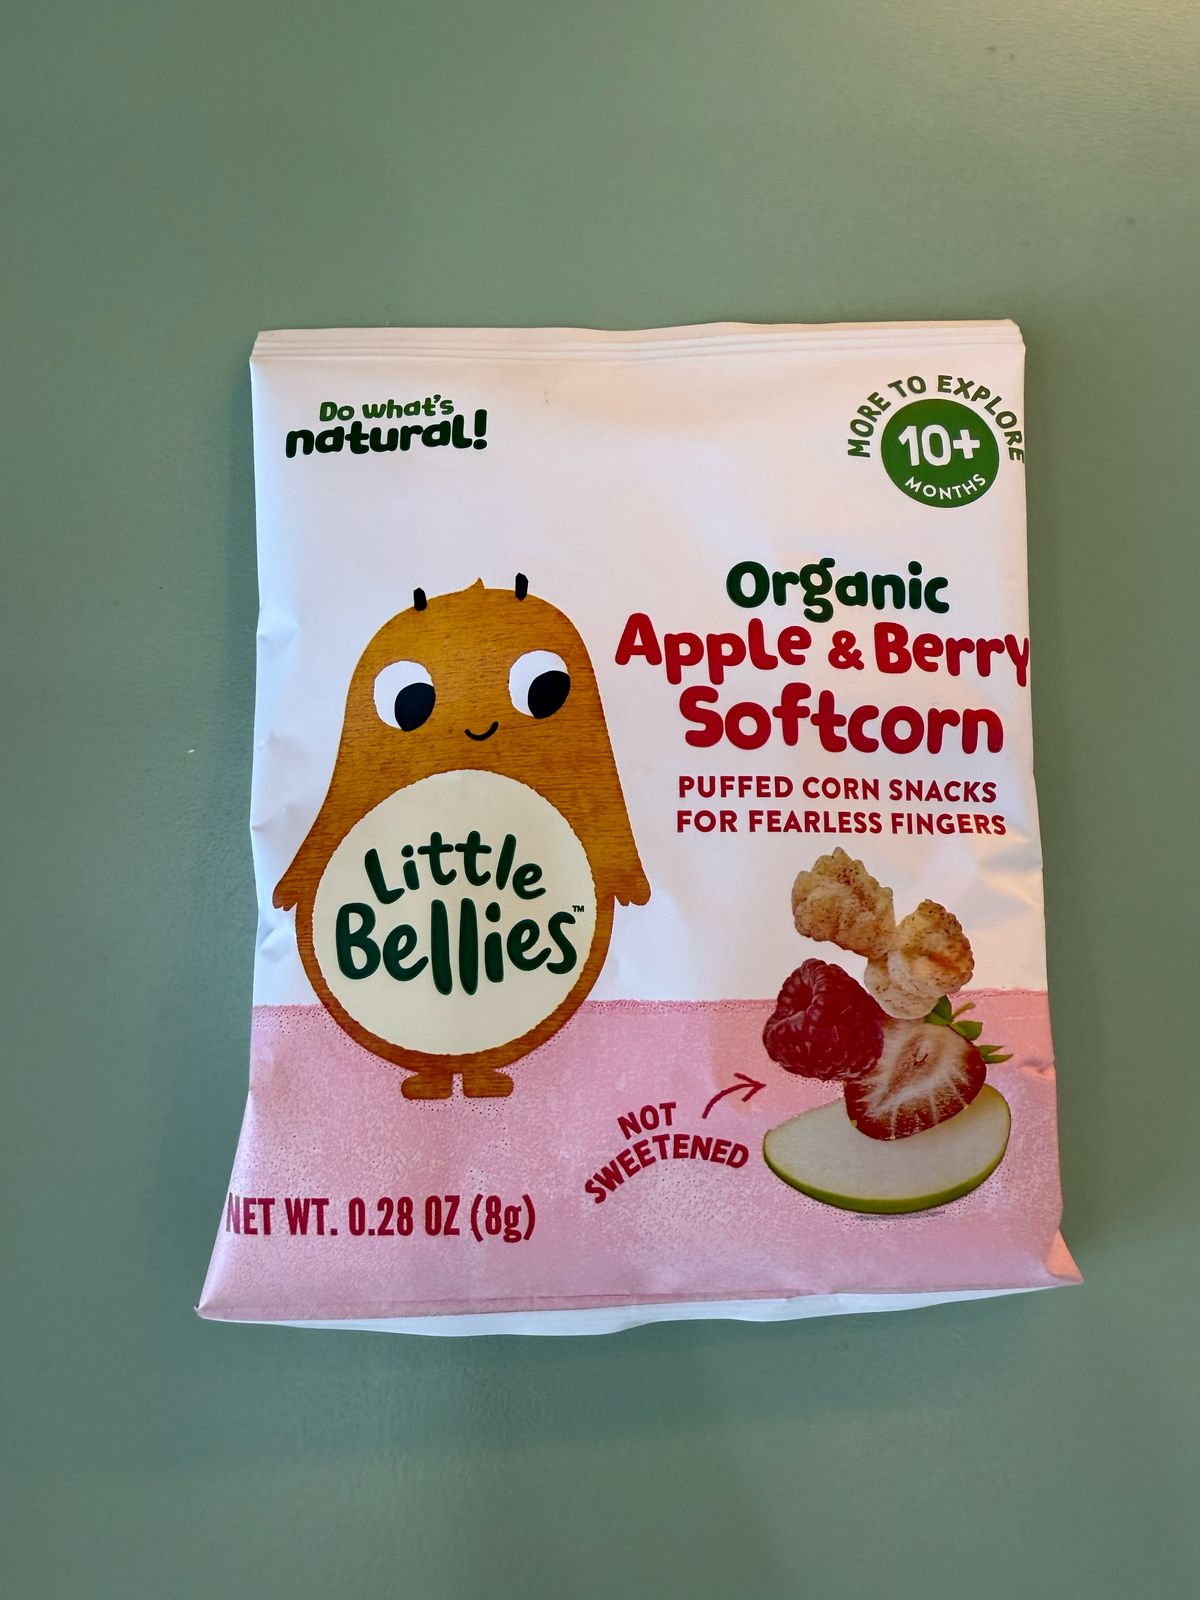 Do what's
natural!
MORE TO EXPLORE
10+
MONTHS
Organic
Apple & Berry
Softcorn
PUFFED CORN SNACKS
FOR FEARLESS FINGERS
Little
Bellies™
NOT
SWEETENED
NET WT. 0.28 OZ (8g)